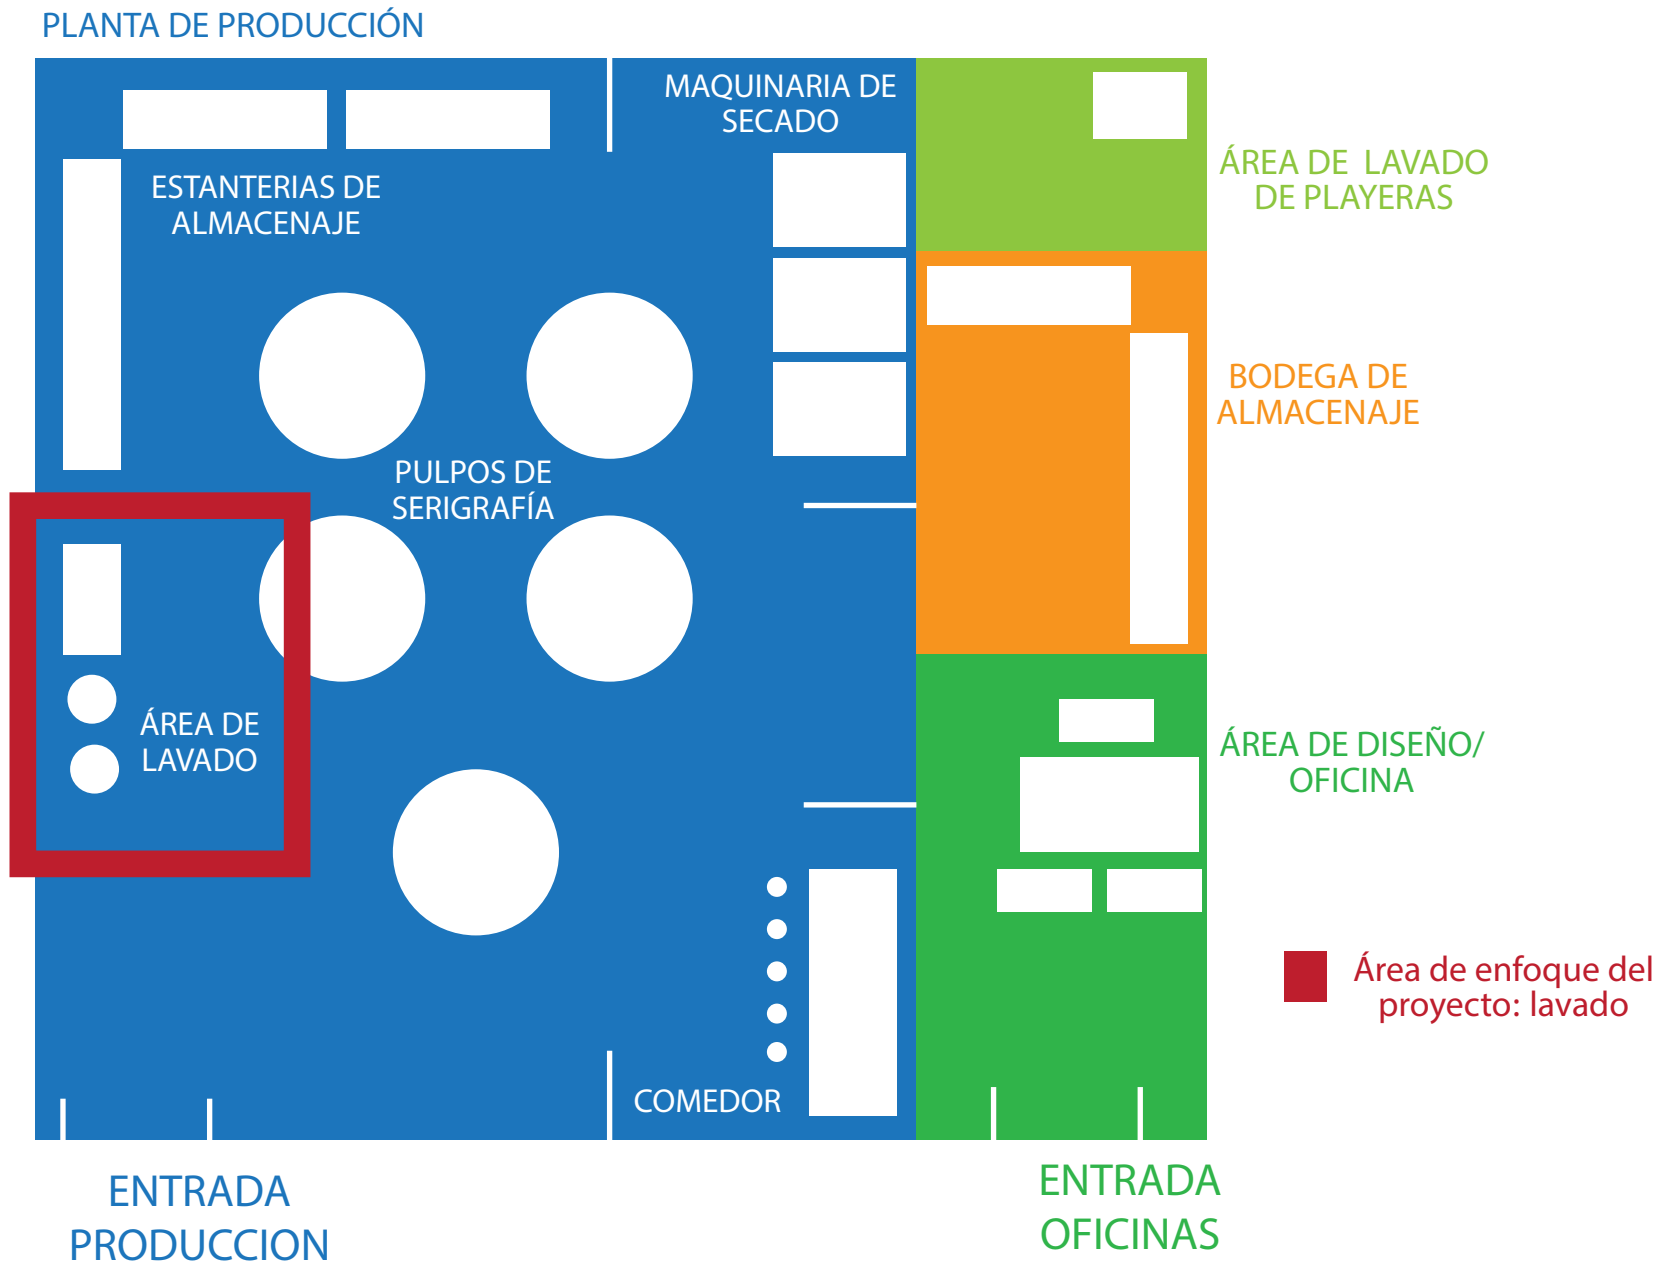 PLANTA DE PRODUCCIÓN
MAQUINARIA DE
SECADO
ESTANTERIAS DE
ALMACENAJE
ÁREA DE LAVADO
DE PLAYERAS
BODEGA DE
ALMACENAJE
PULPOS DE
SERIGRAFÍA
ÁREA DE
LAVADO
ÁREA DE DISEÑO/
OFICINA
Área de enfoque del
proyecto: lavado
COMEDOR
ENTRADA
PRODUCCION
ENTRADA
OFICINAS